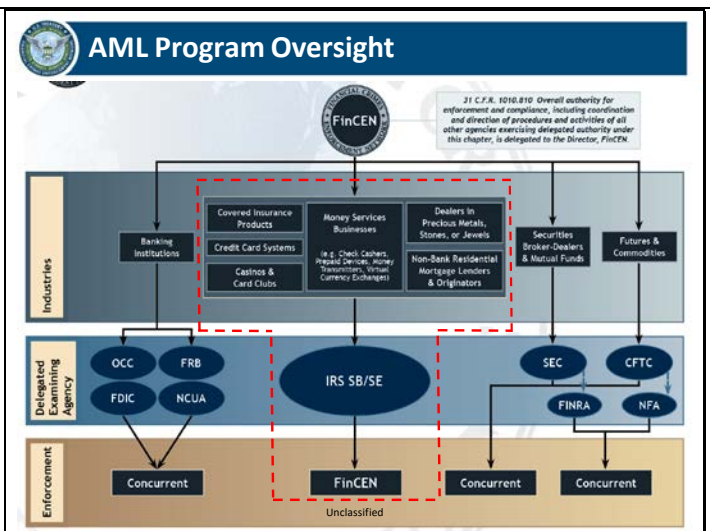 AML Program Oversight
FINANCIAL CRIMES
FinCEN
ENFORCEMENT NETWORK
31 C.F.R. 1010.810 Overall authority for
enforcement and compliance, including coordination
and direction of procedures and activities of all
other agencies exercising delegated authority under
this chapter, is delegated to the Director, FinCEN.
Industries
Banking
Institutions
Covered Insurance
Products
Credit Card Systems
Casinos &
Card Clubs
Money Services
Businesses
(e.g. Check Cashers,
Prepaid Devices, Money
Transmitters, Virtual
Currency Exchanges)
Dealers in
Precious Metals,
Stones, or Jewels
Non-Bank Residential
Mortgage Lenders
& Originators
Securities
Broker-Dealers
& Mutual Funds
Futures &
Commodities
Delegated
Examining
Agency
OCC
FRB
FDIC
NCUA
IRS SB/SE
SEC
CFTC
FINRA
NFA
Enforcement
Concurrent
FinCEN
Concurrent
Concurrent
Unclassified